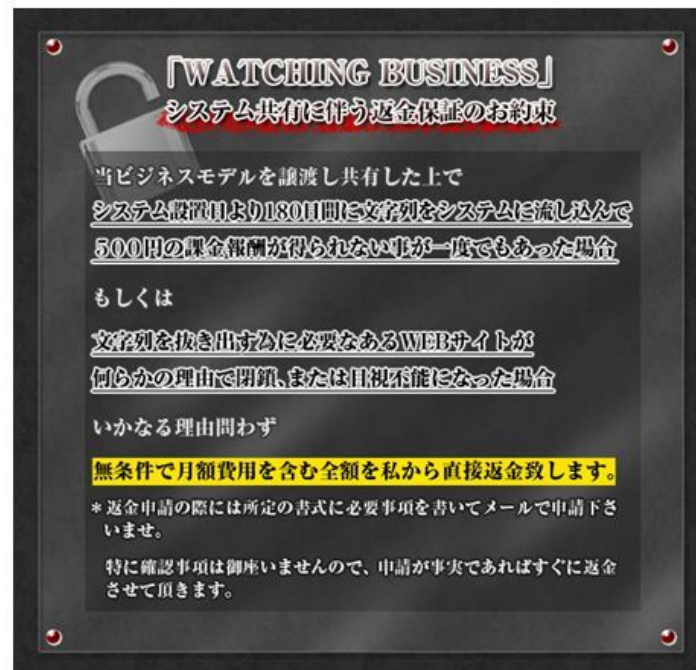 「WATCHING BUSINESS」
システム共有に伴う返金保証のお約束
当ビジネスモデルを譲渡し共有した上で
システム設置日より180日間に文字列をシステムに流し込んで
500円の課金報酬が得られない事が一度でもあった場合
もしくは
文字列を抜き出す為に必要なあるWEBサイトが
何らかの理由で閉鎖、または目視不能になった場合
いかなる理由問わず
無条件で月額費用を含む全額を私から直接返金致します。
＊返金申請の際には所定の書式に必要事項を書いてメールで申請下さ
いませ。
特に確認事項は御座いませんので、申請が事実であればすぐに返金
させて頂きます。